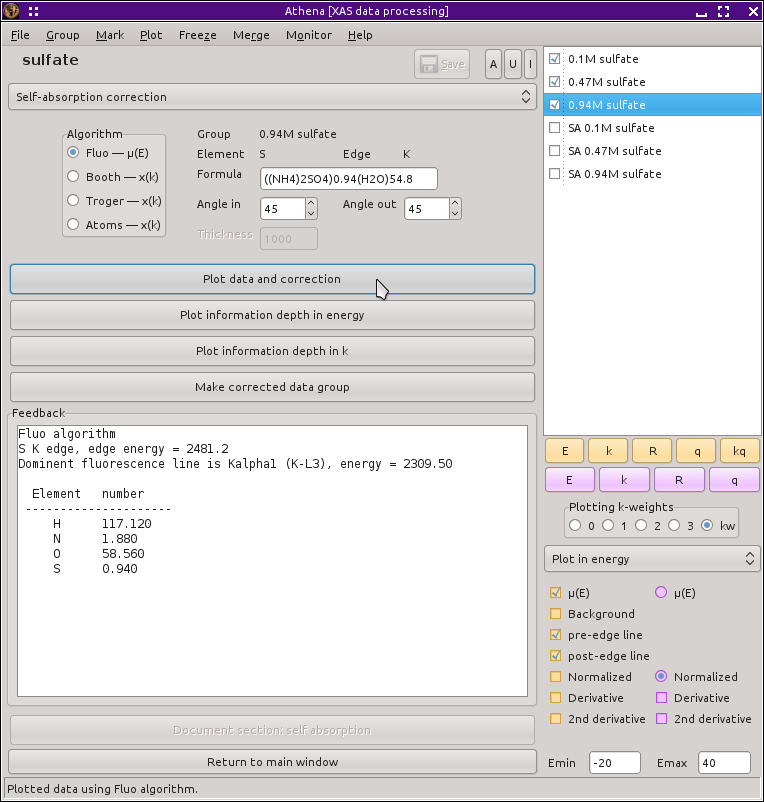 Athena [XAS data processing]
File Group Mark Plot Freeze Merge Monitor Help
sulfate
Save
A U I
Self-absorption correction
Algorithm
Fluo — μ(E)
Booth — χ(k)
Troger — χ(k)
Atoms — χ(k)
Group 0.94M sulfate
Element S Edge K
Formula ((NH4)2SO4)0.94(H2O)54.8
Angle in 45 Angle out 45
Thickness 1000
Plot data and correction
Plot information depth in energy
Plot information depth in k
Make corrected data group
Feedback
Fluo algorithm
S K edge, edge energy = 2481.2
Dominent fluorescence line is Kalpha1 (K-L3), energy = 2309.50
Element number
---------------------
H 117.120
N 1.880
O 58.560
S 0.940
Document section: self absorption
Return to main window
Plotted data using Fluo algorithm.
0.1M sulfate
0.47M sulfate
0.94M sulfate
SA 0.1M sulfate
SA 0.47M sulfate
SA 0.94M sulfate
E k R q kq
E k R q
Plotting k-weights
0 1 2 3 kw
Plot in energy
μ(E) μ(E)
Background
pre-edge line
post-edge line
Normalized Normalized
Derivative Derivative
2nd derivative 2nd derivative
Emin -20 Emax 40